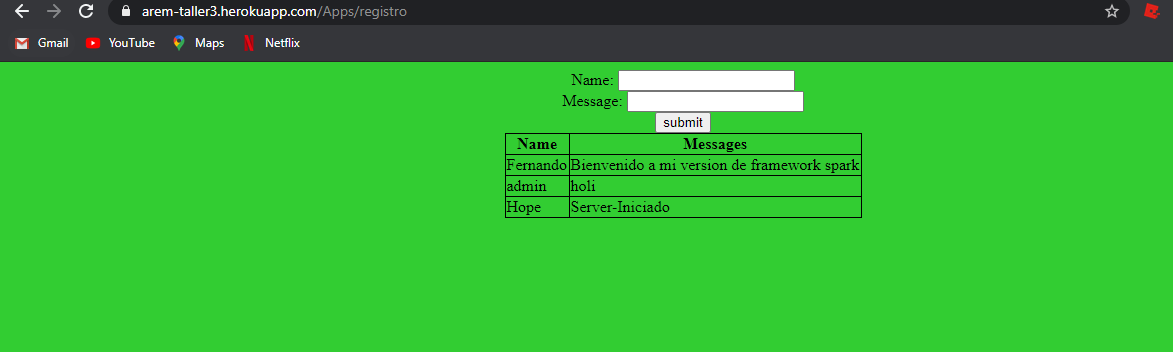 arem-taller3.herokuapp.com/Apps/registro
Gmail YouTube Maps Netflix
Name:
Message:
submit
Name Messages
Fernando Bienvenido a mi version de framework spark
admin holi
Hope Server-Iniciado